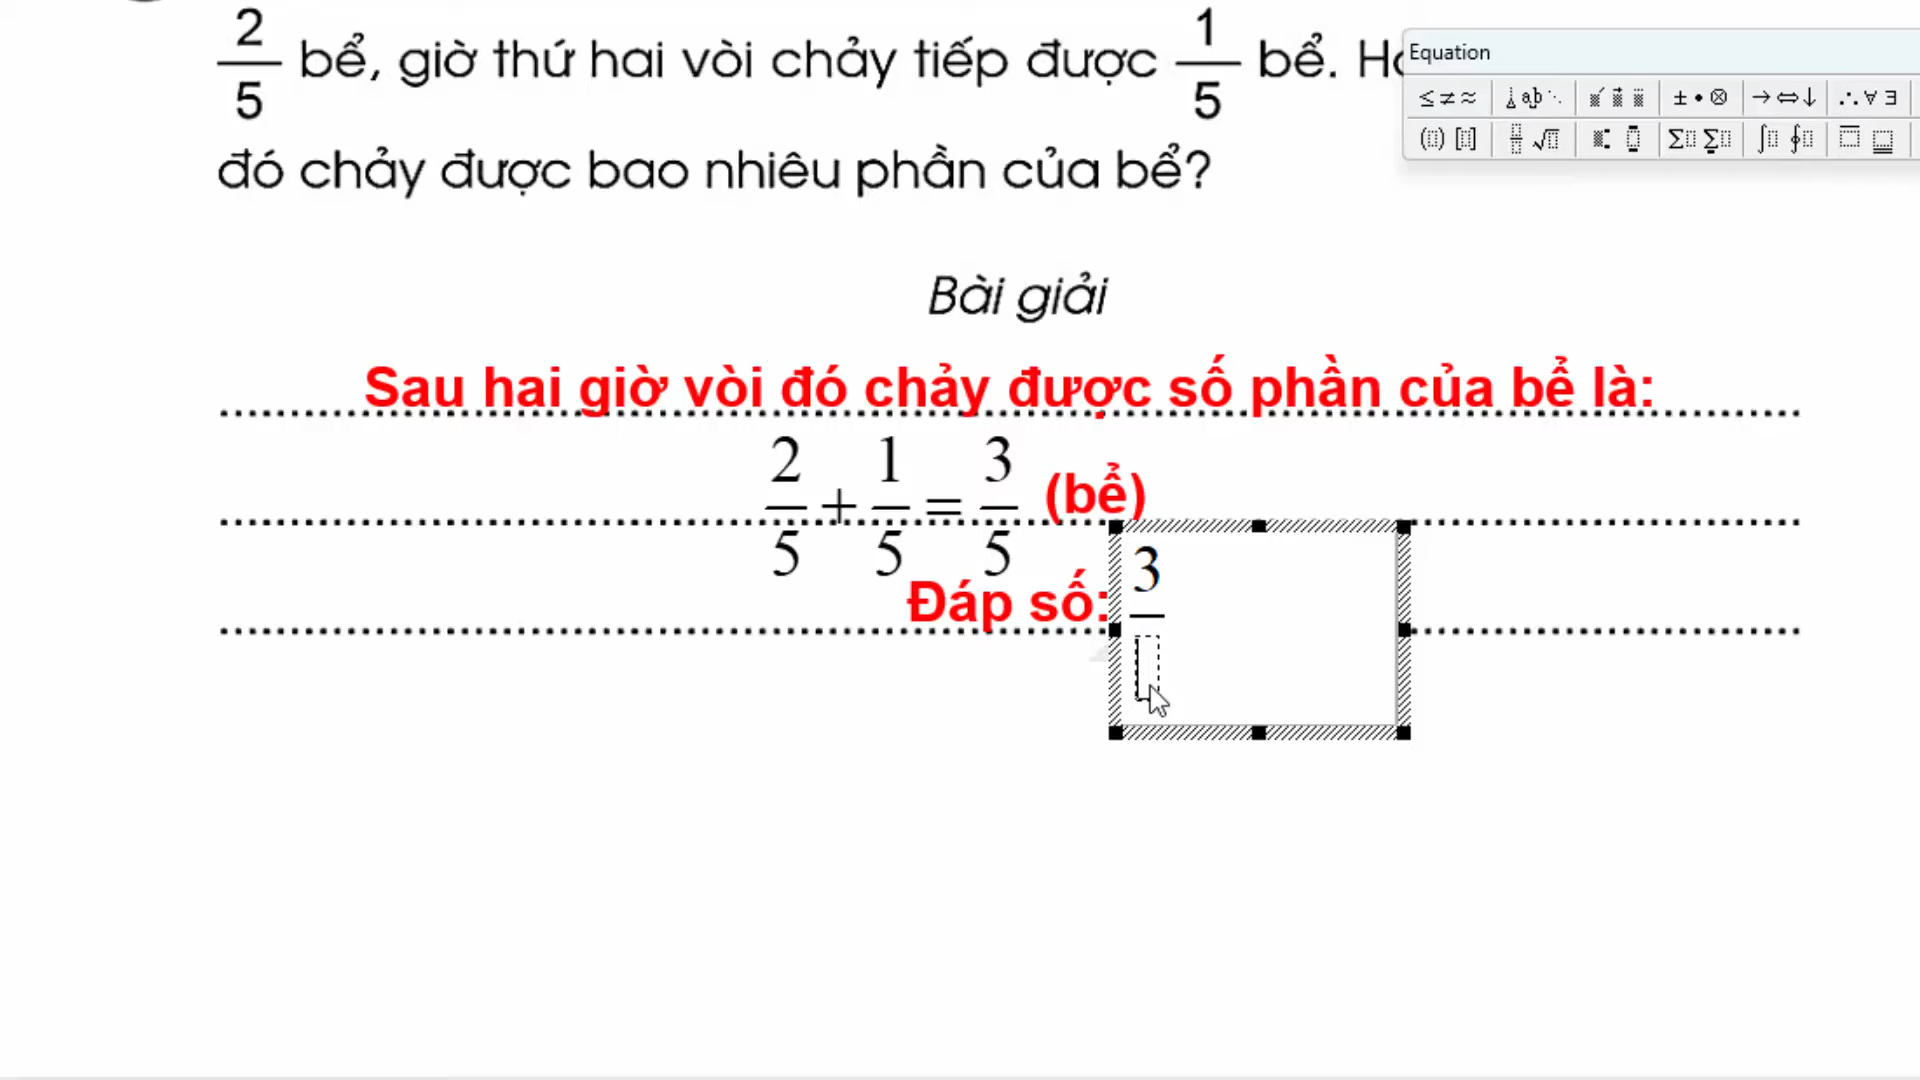 2/5 bể, giờ thứ hai vòi chảy tiếp được 1/5 bể.
đó chảy được bao nhiêu phần của bể?
Equation
Bài giải
Sau hai giờ vòi đó chảy được số phần của bể là:
2/5 + 1/5 = 3/5 (bể)
Đáp số: 3/